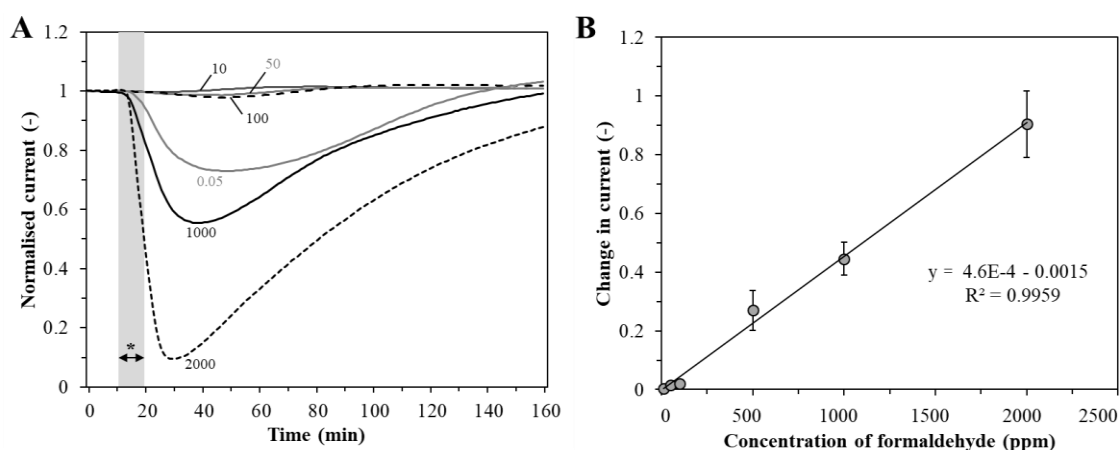 A
B
1.2
1
0.8
0.6
0.4
0.2
0
Normalised current (-)
10
50
100
0.05
1000
2000
*
0 20 40 60 80 100 120 140 160
Time (min)
1.2
1
0.8
0.6
0.4
0.2
0
Change in current (-)
y = 4.6E-4 - 0.0015
R² = 0.9959
500 1000 1500 2000 2500
Concentration of formaldehyde (ppm)